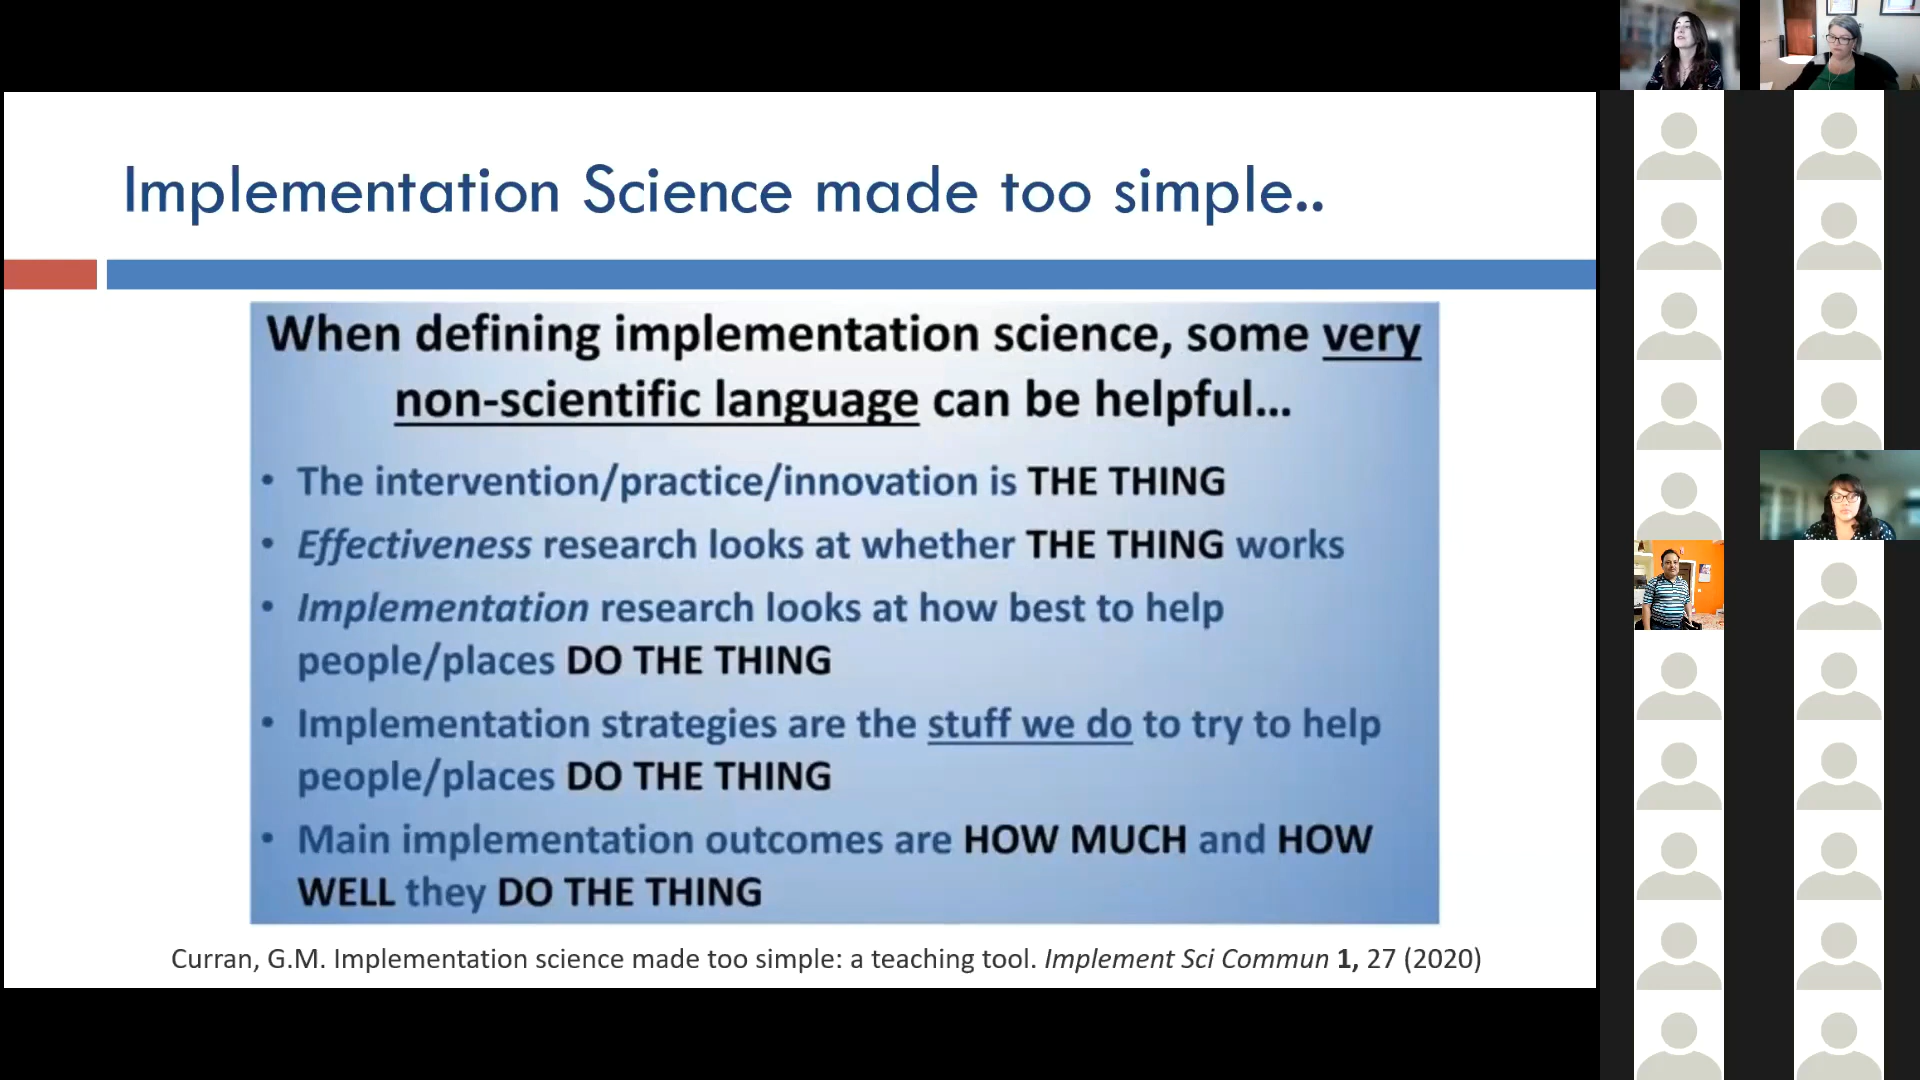 Implementation Science made too simple..
When defining implementation science, some very
non-scientific language can be helpful...
• The intervention/practice/innovation is THE THING
• Effectiveness research looks at whether THE THING works
• Implementation research looks at how best to help
people/places DO THE THING
• Implementation strategies are the stuff we do to try to help
people/places DO THE THING
• Main implementation outcomes are HOW MUCH and HOW
WELL they DO THE THING
Curran, G.M. Implementation science made too simple: a teaching tool. Implement Sci Commun 1, 27 (2020)